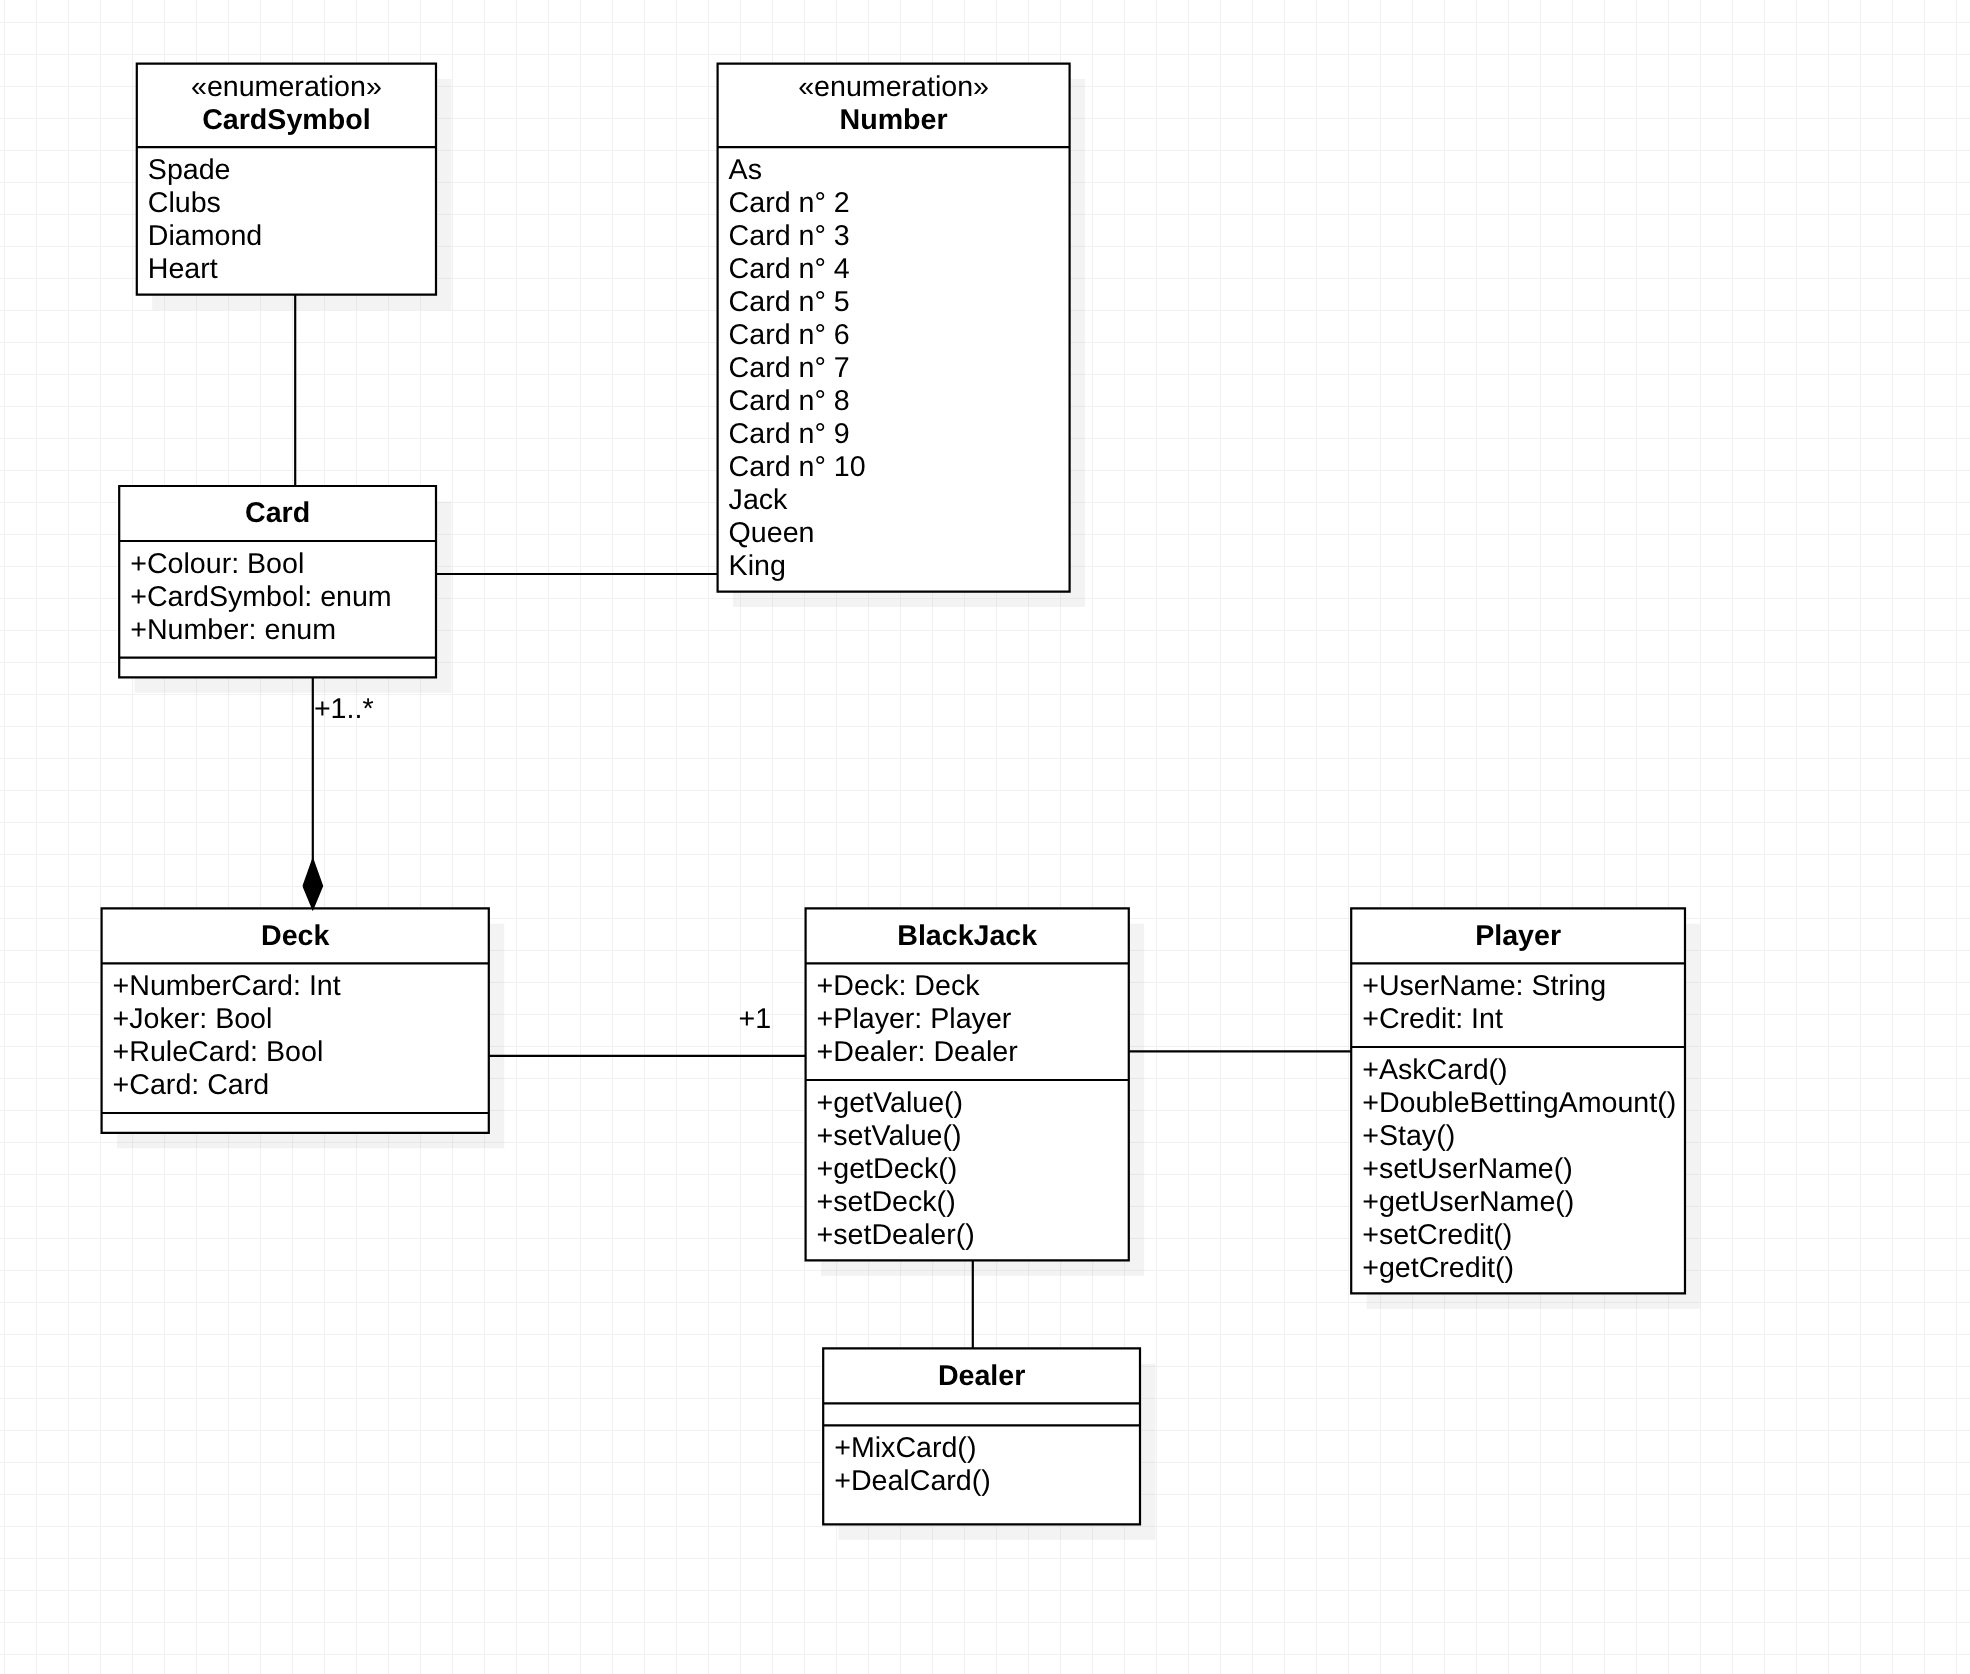 «enumeration»
CardSymbol
Spade
Clubs
Diamond
Heart
«enumeration»
Number
As
Card n° 2
Card n° 3
Card n° 4
Card n° 5
Card n° 6
Card n° 7
Card n° 8
Card n° 9
Card n° 10
Jack
Queen
King
Card
+Colour: Bool
+CardSymbol: enum
+Number: enum
+1..*
Deck
+NumberCard: Int
+Joker: Bool
+RuleCard: Bool
+Card: Card
+1
BlackJack
+Deck: Deck
+Player: Player
+Dealer: Dealer
+getValue()
+setValue()
+getDeck()
+setDeck()
+setDealer()
Player
+UserName: String
+Credit: Int
+AskCard()
+DoubleBettingAmount()
+Stay()
+setUserName()
+getUserName()
+setCredit()
+getCredit()
Dealer
+MixCard()
+DealCard()